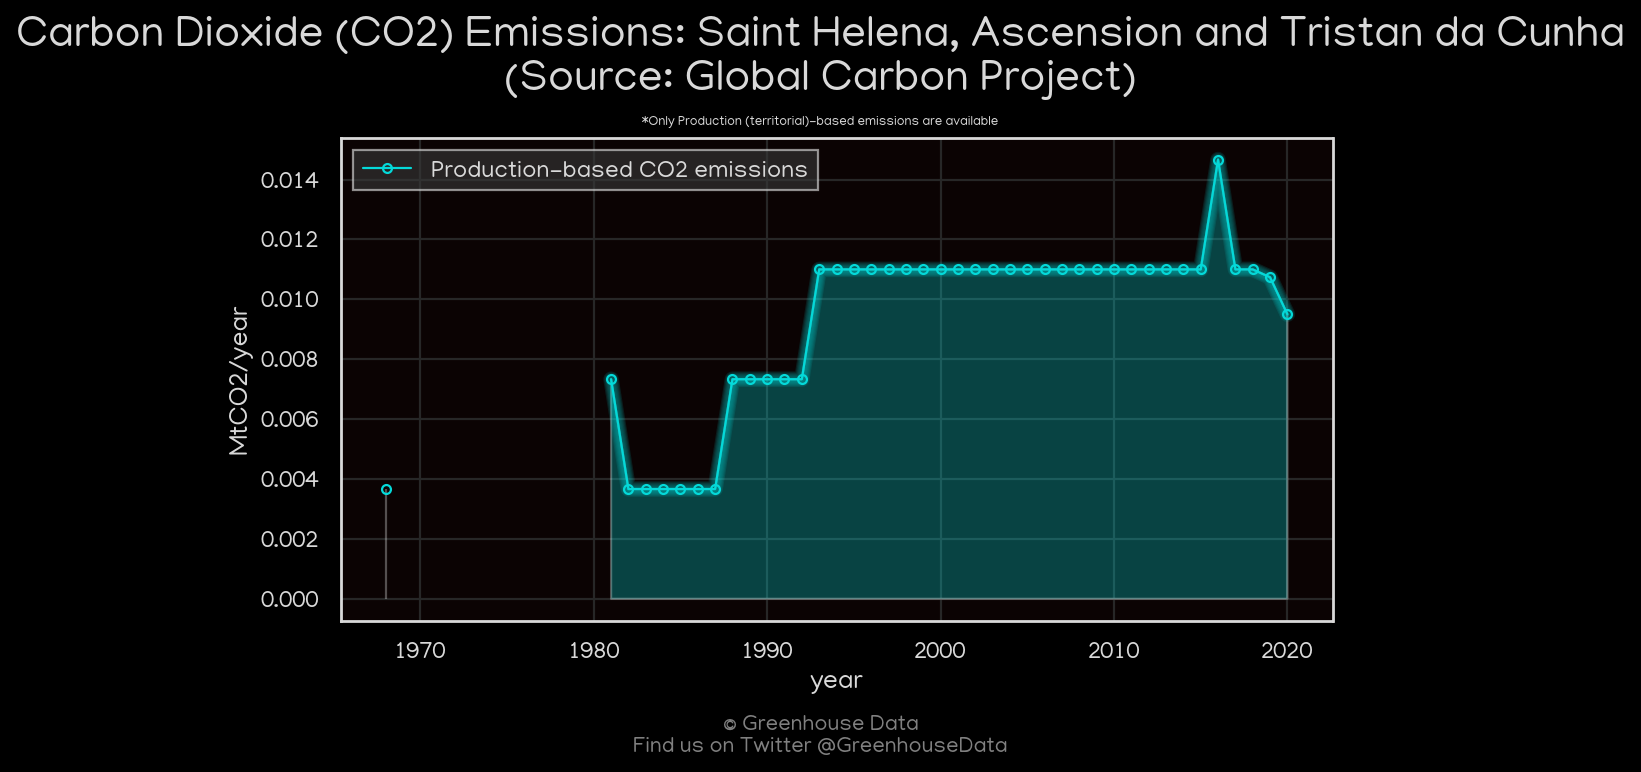 Carbon Dioxide (CO2) Emissions: Saint Helena, Ascension and Tristan da Cunha
(Source: Global Carbon Project)
*Only Production (territorial)-based emissions are available
Production-based CO2 emissions
MtCO2/year
0.014
0.012
0.010
0.008
0.006
0.004
0.002
0.000
1970 1980 1990 2000 2010 2020
year
© Greenhouse Data
Find us on Twitter @GreenhouseData